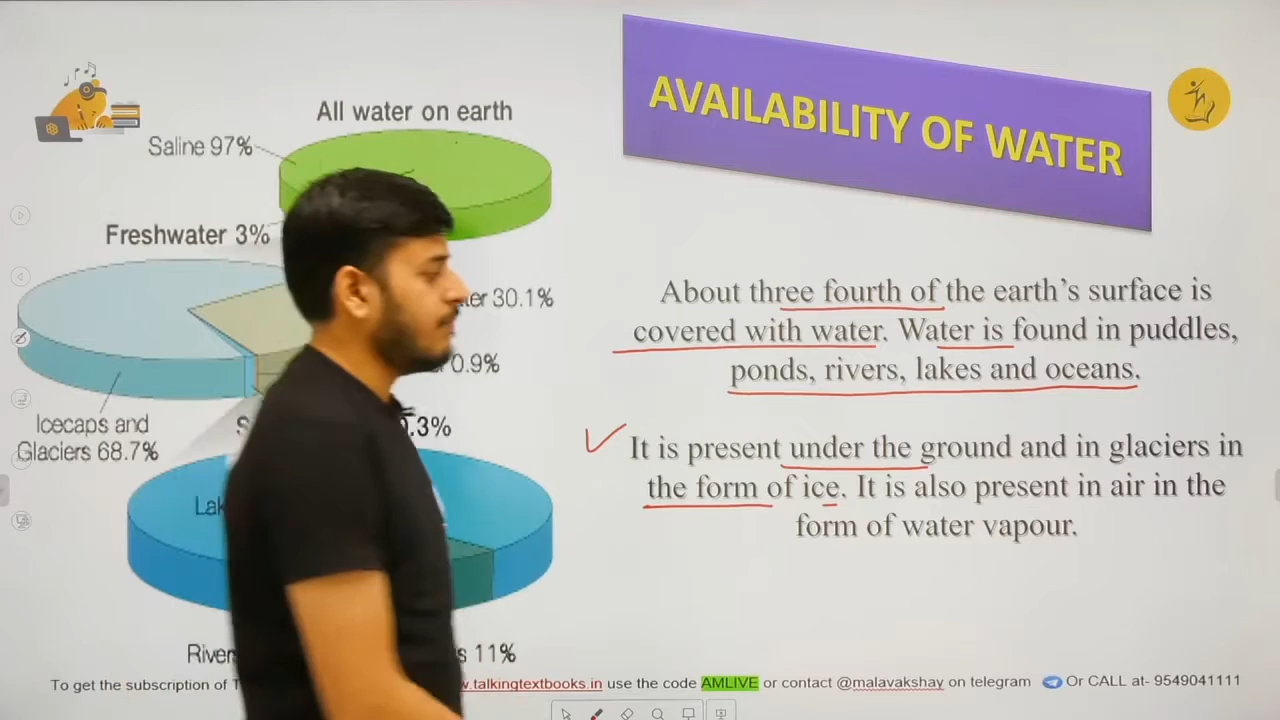 AVAILABILITY OF WATER
All water on earth
Saline 97%
Freshwater 3%
30.1%
0.9%
Icecaps and
Glaciers 68.7%
11%
About three fourth of the earth's surface is
covered with water. Water is found in puddles,
ponds, rivers, lakes and oceans.
It is present under the ground and in glaciers in
the form of ice. It is also present in air in the
form of water vapour.
To get the subscription of
.talkingtextbooks.in use the code AMLIVE or contact @malavakshay on telegram Or CALL at- 9549041111